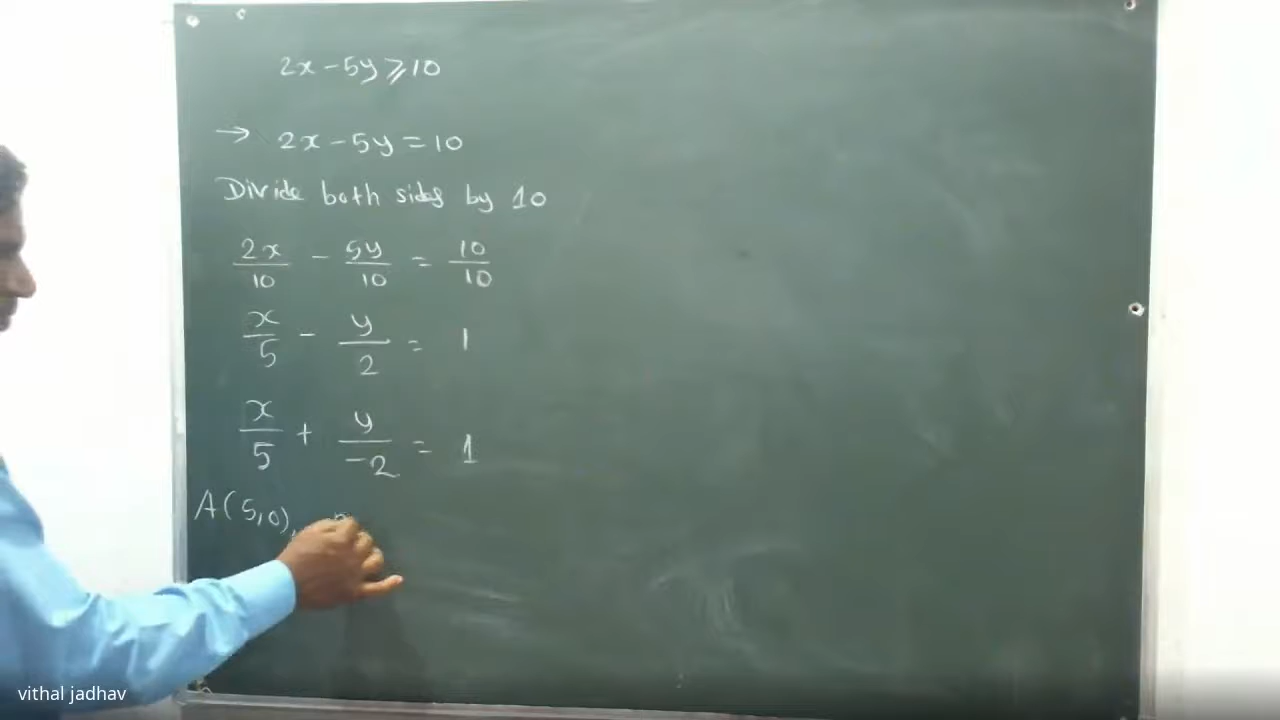 2x - 5y ⩾ 10
→ 2x - 5y = 10
Divide both sides by 10
2x/10 - 5y/10 = 10/10
x/5 - y/2 = 1
x/5 + y/-2 = 1
A(5,0),
vithal jadhav